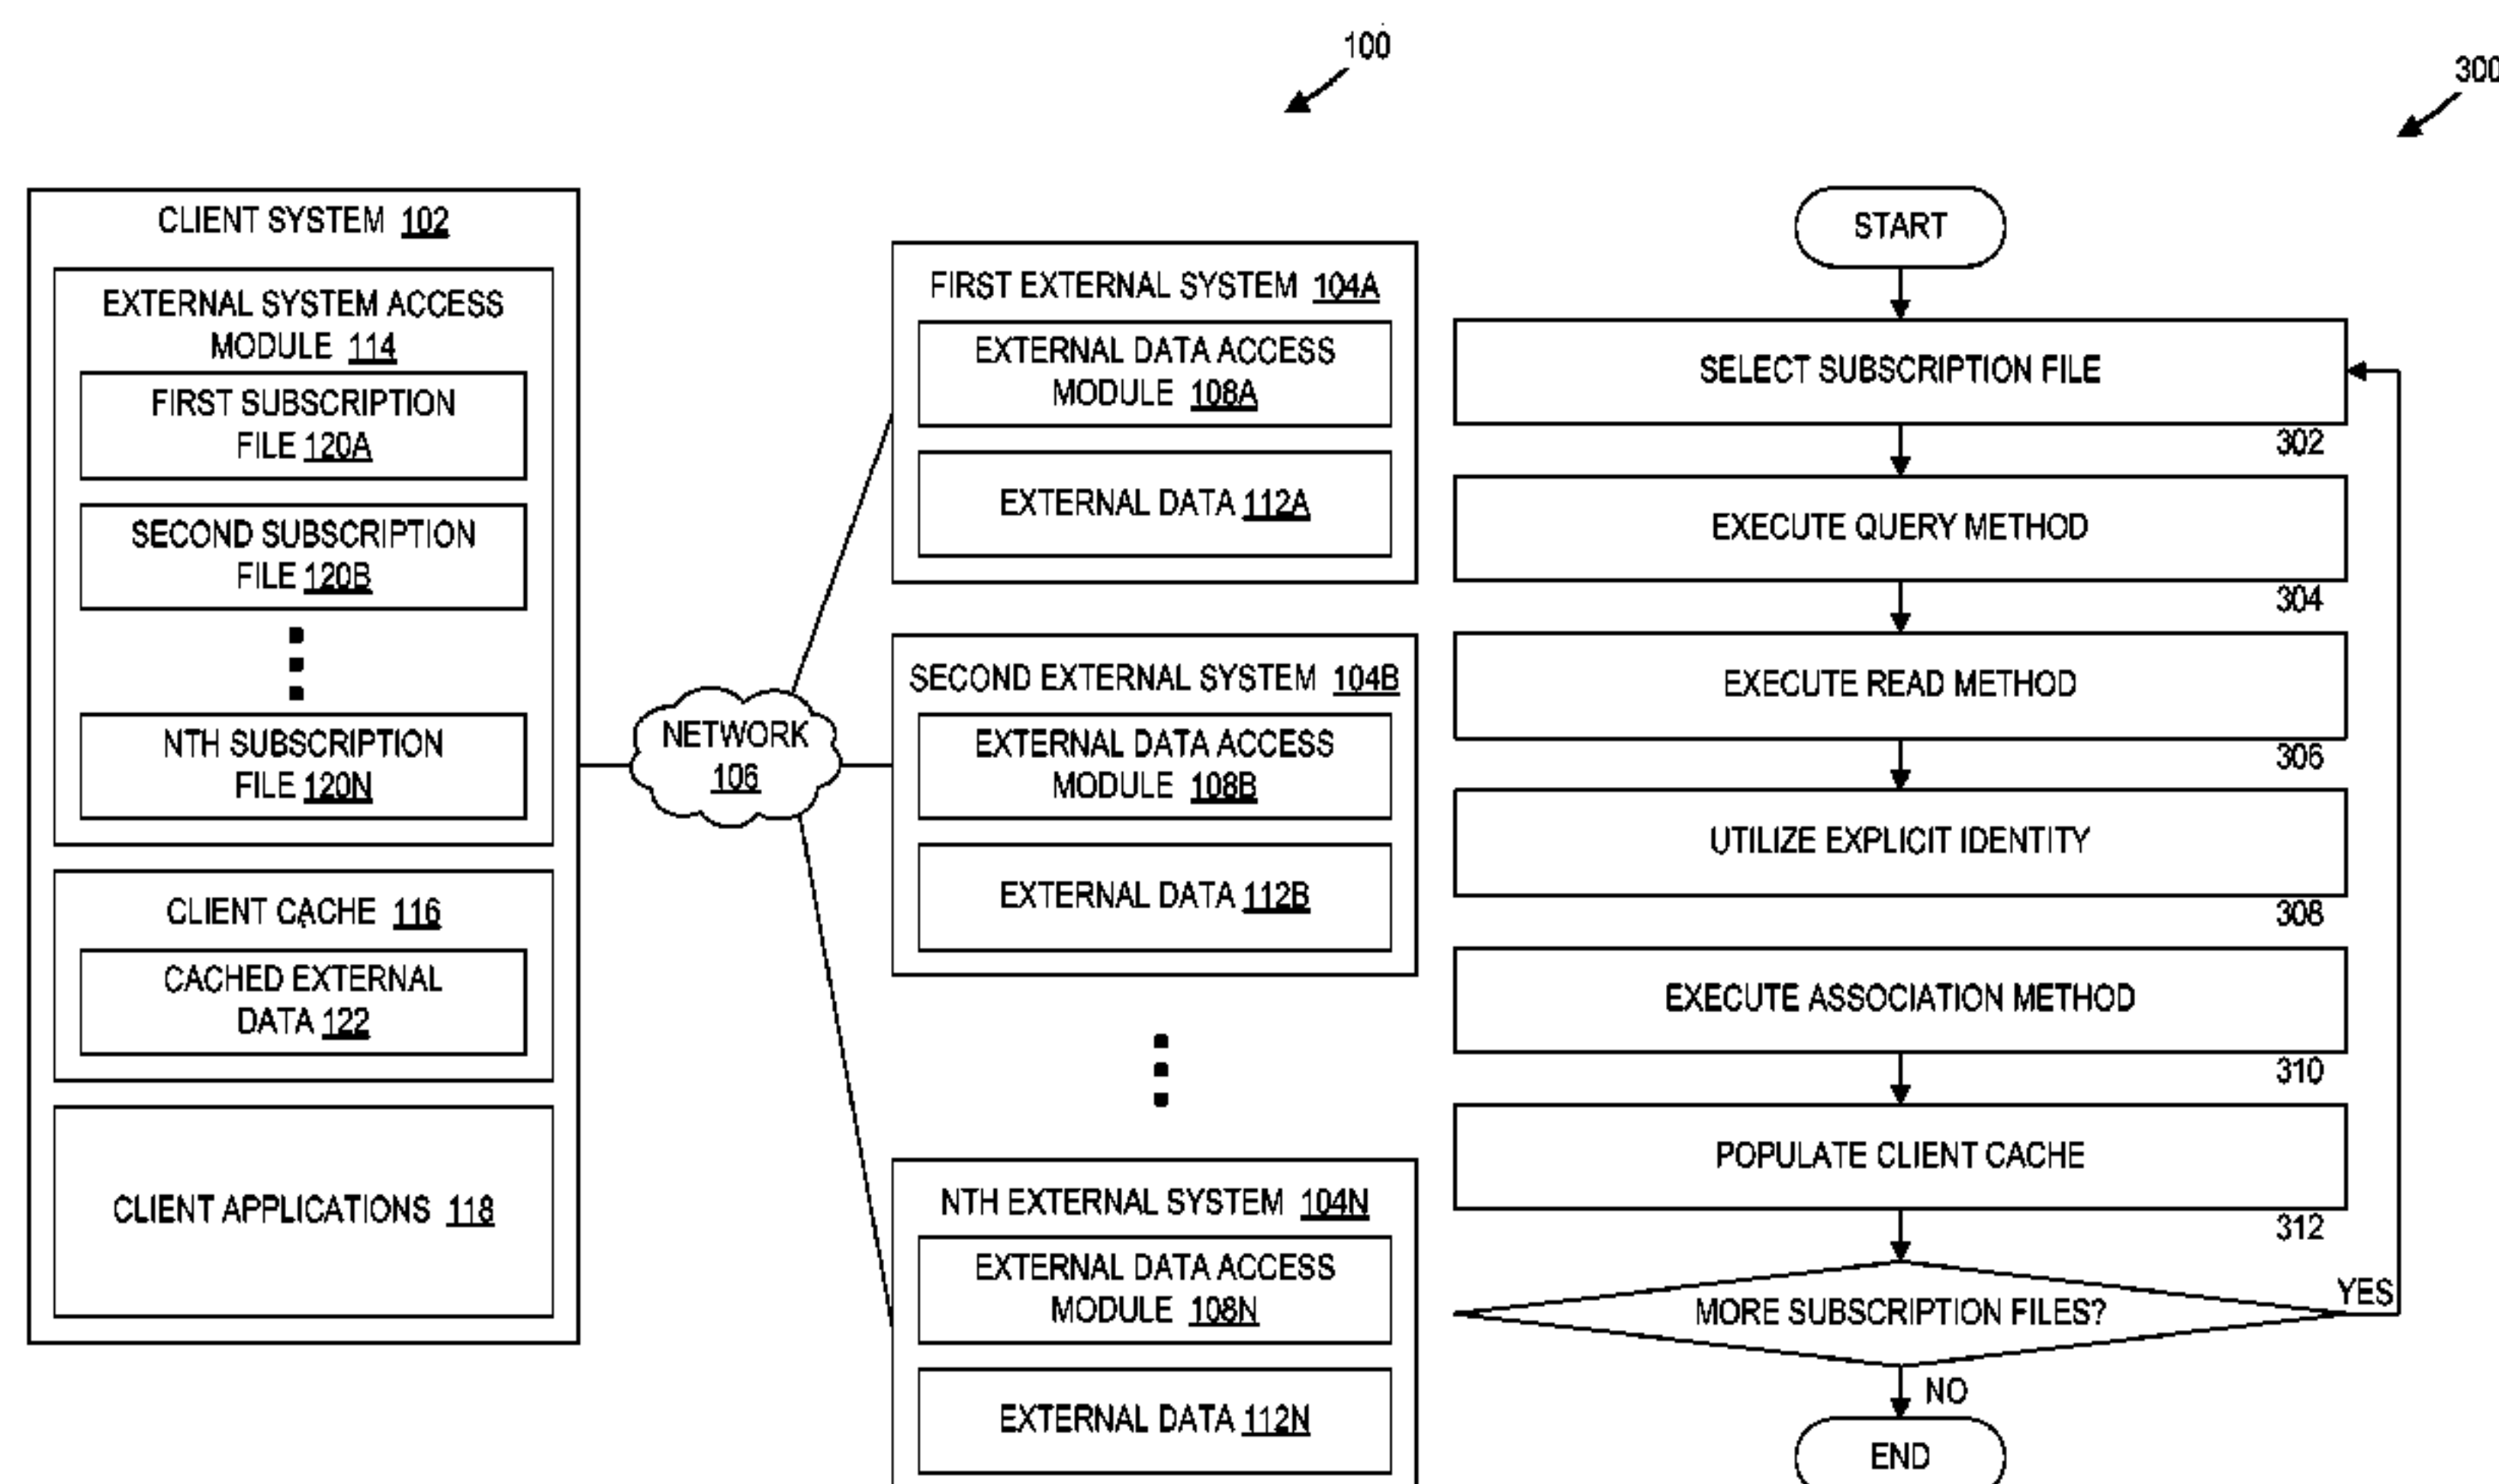 100
CLIENT SYSTEM 102
EXTERNAL SYSTEM ACCESS
MODULE 114
FIRST SUBSCRIPTION
FILE 120A
SECOND SUBSCRIPTION
FILE 120B
NTH SUBSCRIPTION
FILE 120N
CLIENT CACHE 116
CACHED EXTERNAL
DATA 122
CLIENT APPLICATIONS 118
NETWORK
106
FIRST EXTERNAL SYSTEM 104A
EXTERNAL DATA ACCESS
MODULE 108A
EXTERNAL DATA 112A
SECOND EXTERNAL SYSTEM 104B
EXTERNAL DATA ACCESS
MODULE 108B
EXTERNAL DATA 112B
NTH EXTERNAL SYSTEM 104N
EXTERNAL DATA ACCESS
MODULE 108N
EXTERNAL DATA 112N
300
START
SELECT SUBSCRIPTION FILE
302
EXECUTE QUERY METHOD
304
EXECUTE READ METHOD
306
UTILIZE EXPLICIT IDENTITY
308
EXECUTE ASSOCIATION METHOD
310
POPULATE CLIENT CACHE
312
MORE SUBSCRIPTION FILES?
YES
NO
END